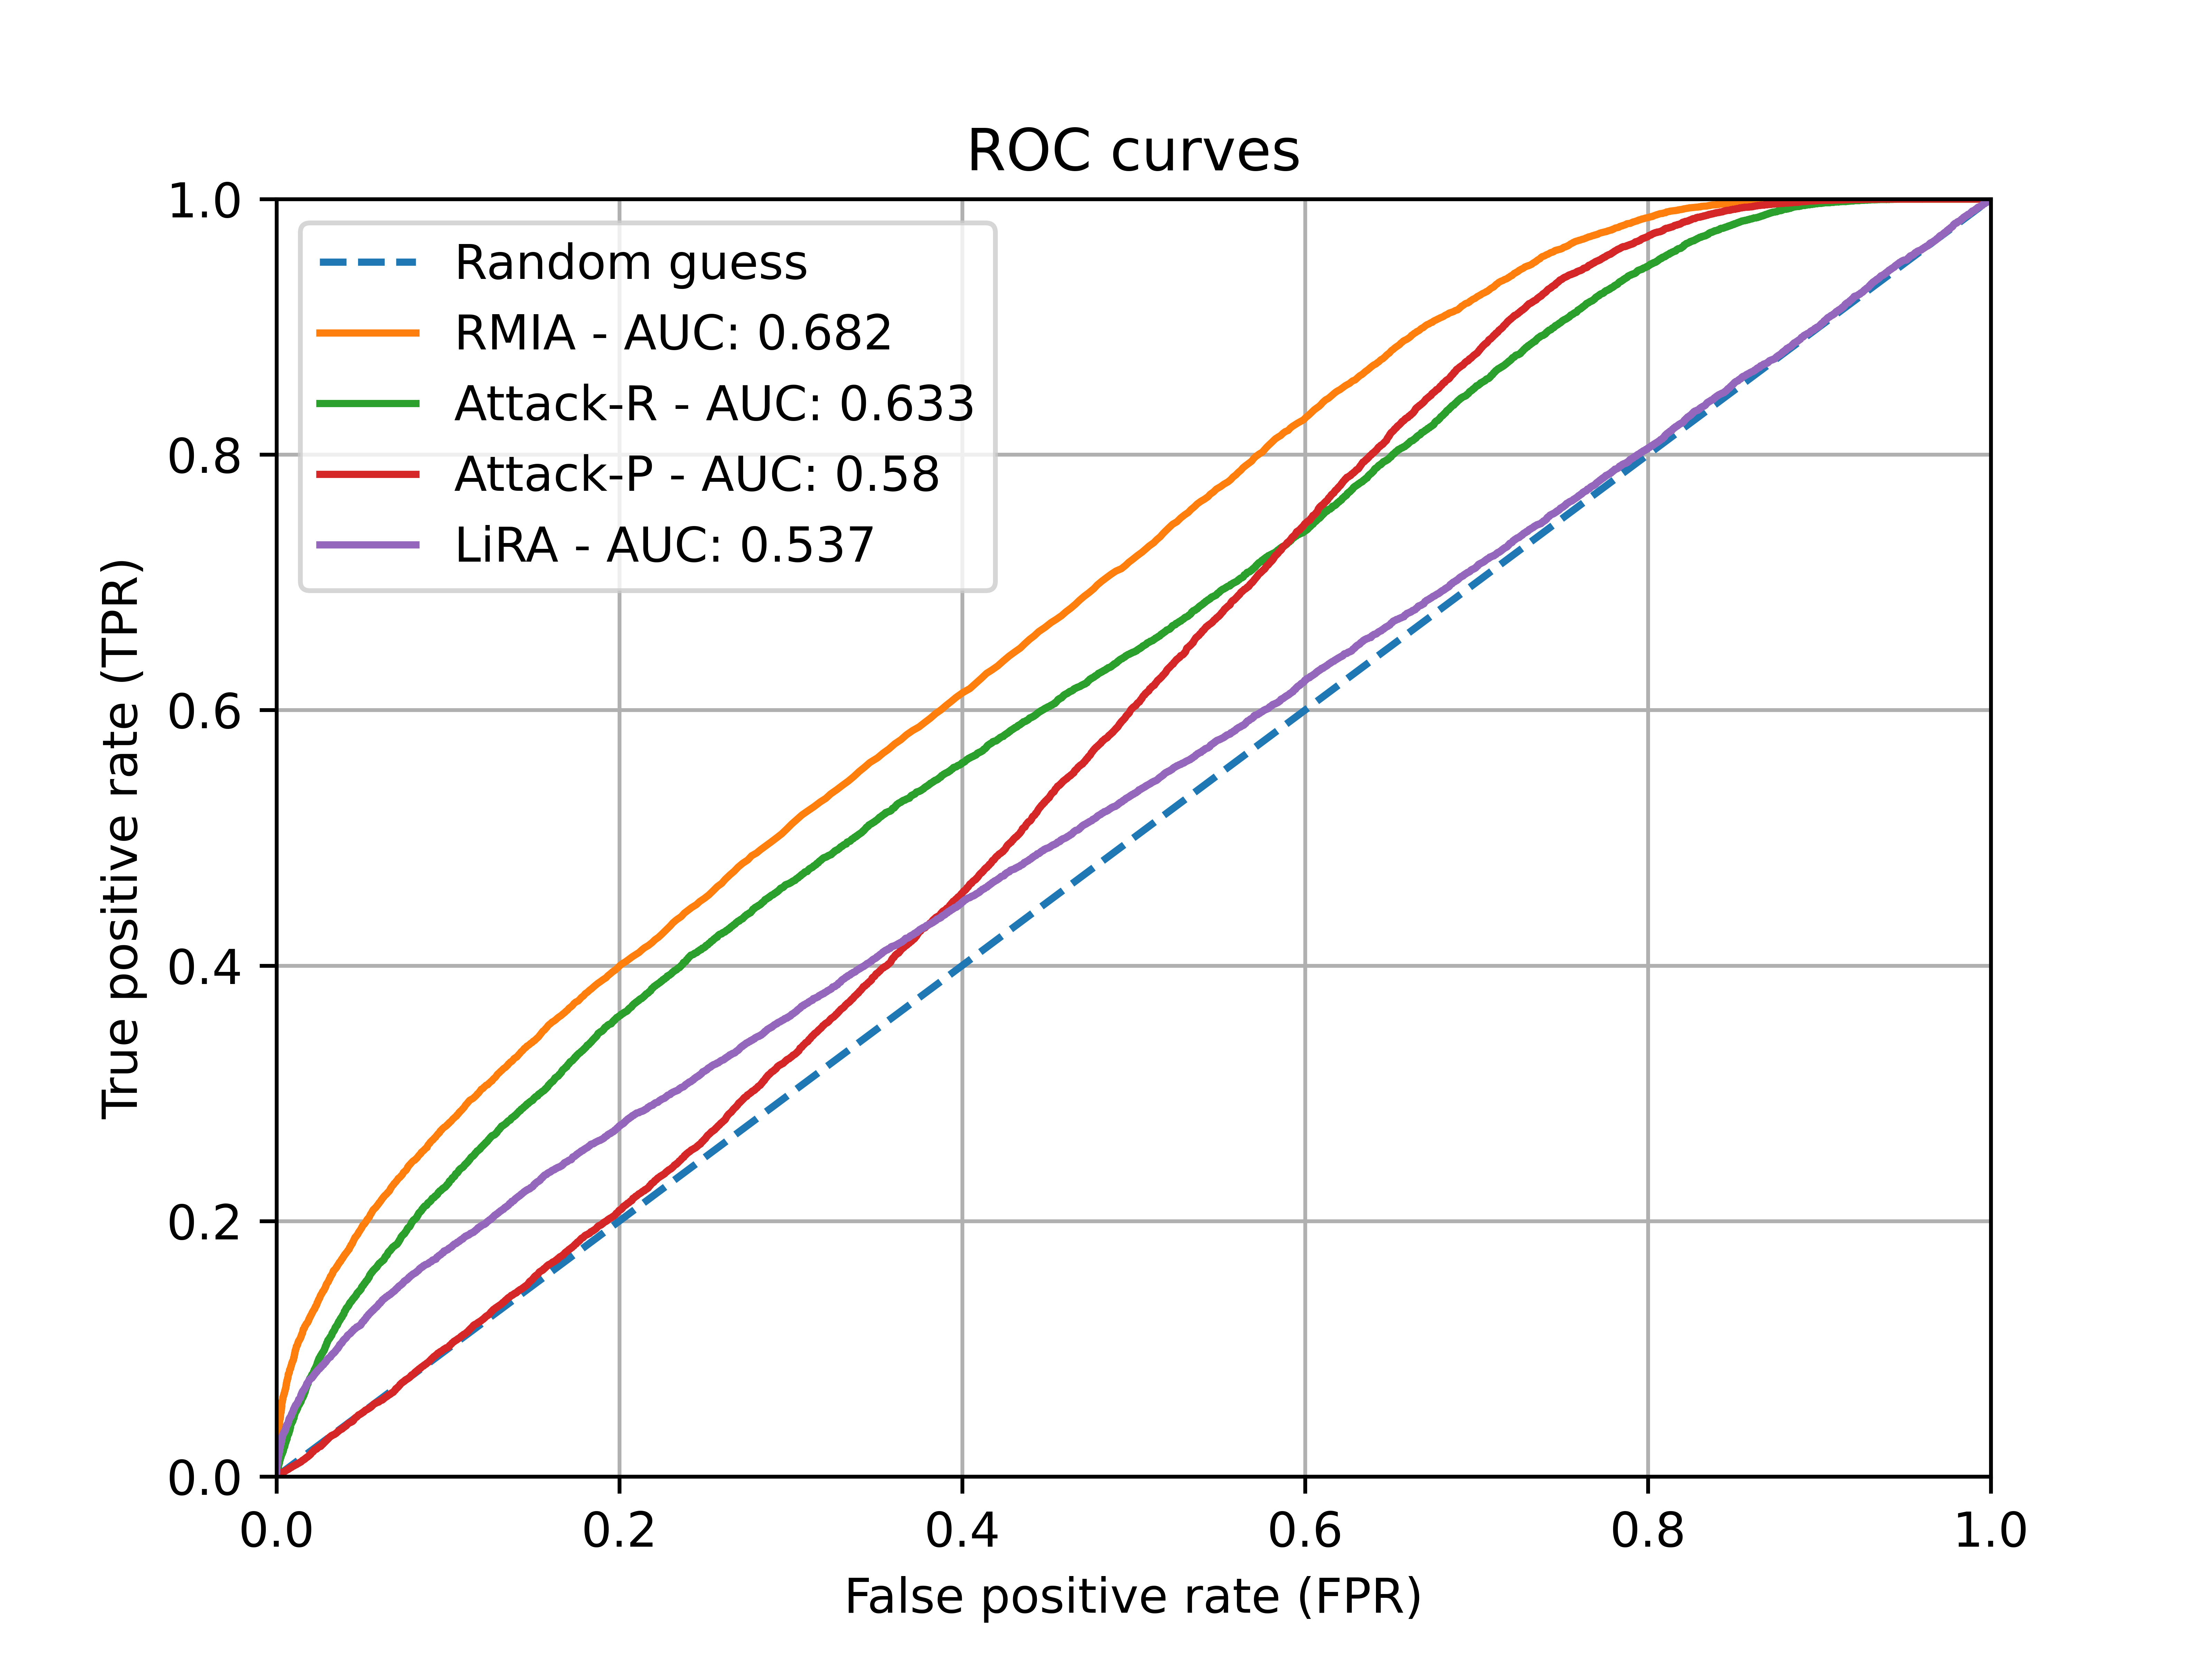 ROC curves
Random guess
RMIA - AUC: 0.682
Attack-R - AUC: 0.633
Attack-P - AUC: 0.58
LiRA - AUC: 0.537
True positive rate (TPR)
1.0
0.8
0.6
0.4
0.2
0.0
0.0 0.2 0.4 0.6 0.8 1.0
False positive rate (FPR)